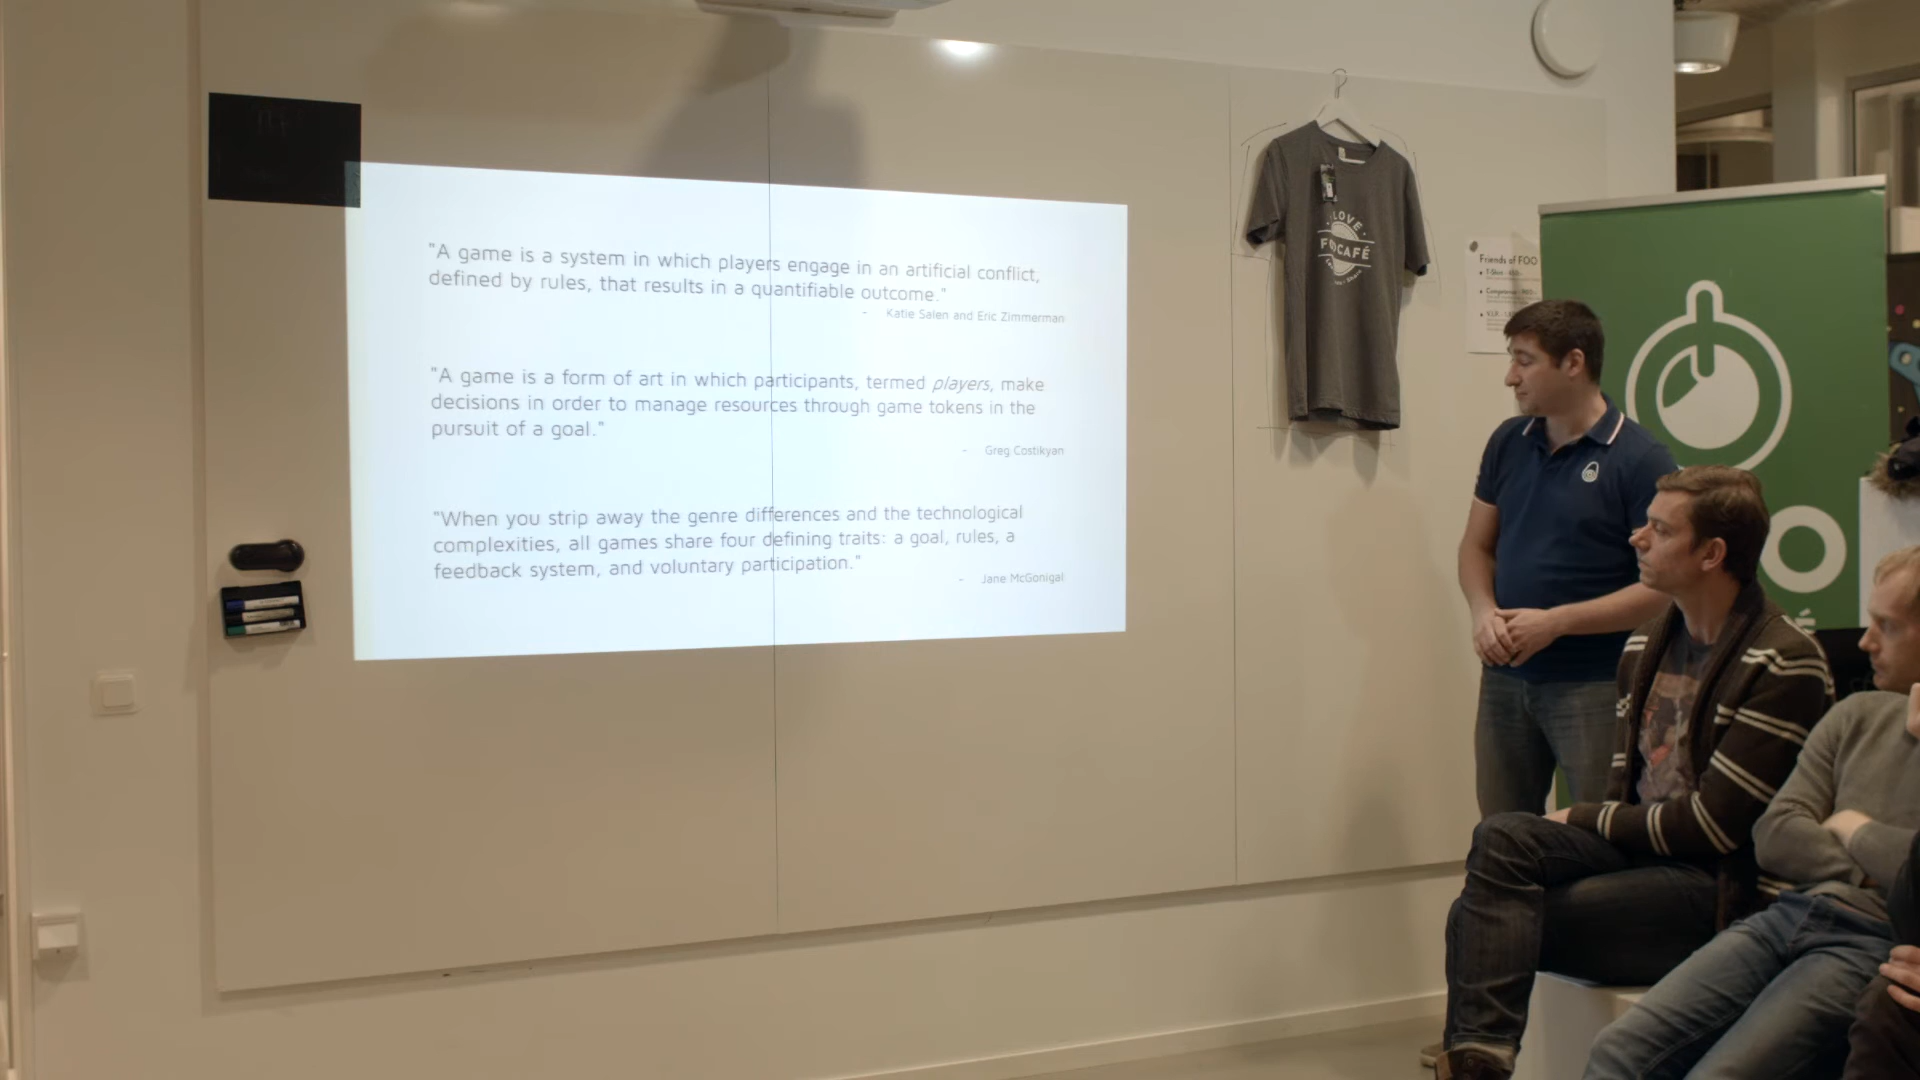 "A game is a system in which players engage in an artificial conflict,
defined by rules, that results in a quantifiable outcome."
- Katie Salen and Eric Zimmerman
"A game is a form of art in which participants, termed players, make
decisions in order to manage resources through game tokens in the
pursuit of a goal."
- Greg Costikyan
"When you strip away the genre differences and the technological
complexities, all games share four defining traits: a goal, rules, a
feedback system, and voluntary participation."
- Jane McGonigal
I LOVE
FOOCAFÉ
Friends of FOO